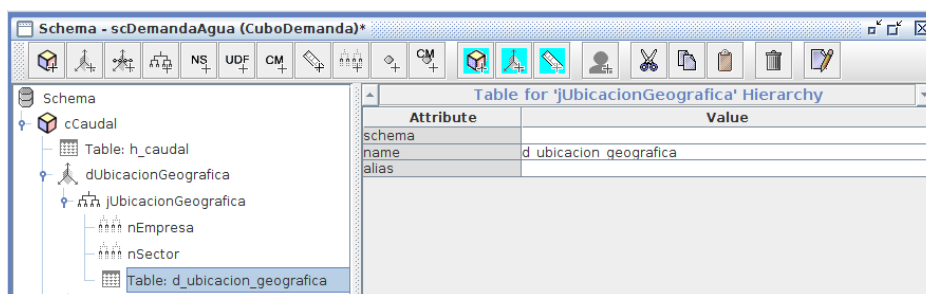 Schema - scDemandaAgua (CuboDemanda)*
NS UDF CM CM
Schema
cCaudal
Table: h_caudal
dUbicacionGeografica
jUbicacionGeografica
nEmpresa
nSector
Table: d_ubicacion_geografica
Table for 'jUbicacionGeografica' Hierarchy
Attribute Value
schema
name d_ubicacion_geografica
alias